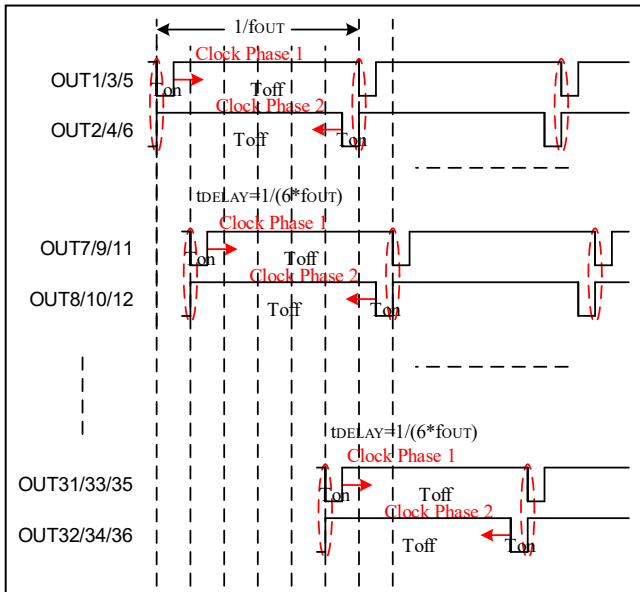 1/fOUT
Clock Phase 1
OUT1/3/5
Ton
Toff
Clock Phase 2
OUT2/4/6
Toff
Ton
tDELAY=1/(6*fOUT)
Clock Phase 1
OUT7/9/11
Ton
Toff
Clock Phase 2
OUT8/10/12
Toff
Ton
tDELAY=1/(6*fOUT)
Clock Phase 1
OUT31/33/35
Ton
Toff
Clock Phase 2
OUT32/34/36
Toff
Ton